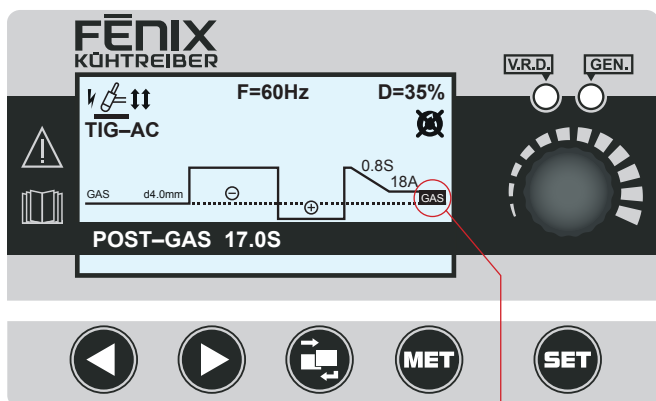 FĒNIX
KÜHTREIBER
V.R.D. GEN.
F=60Hz D=35%
TIG–AC
0.8S
18A
GAS d4.0mm GAS
POST–GAS 17.0S
MET SET